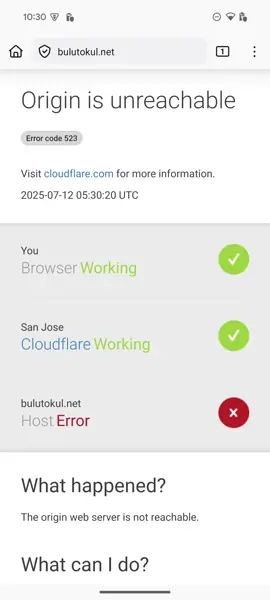 10:30
bulutokul.net
1
Origin is unreachable
Error code 523
Visit cloudflare.com for more information.
2025-07-12 05:30:20 UTC
You
Browser Working
San Jose
Cloudflare Working
bulutokul.net
Host Error
What happened?
The origin web server is not reachable.
What can I do?